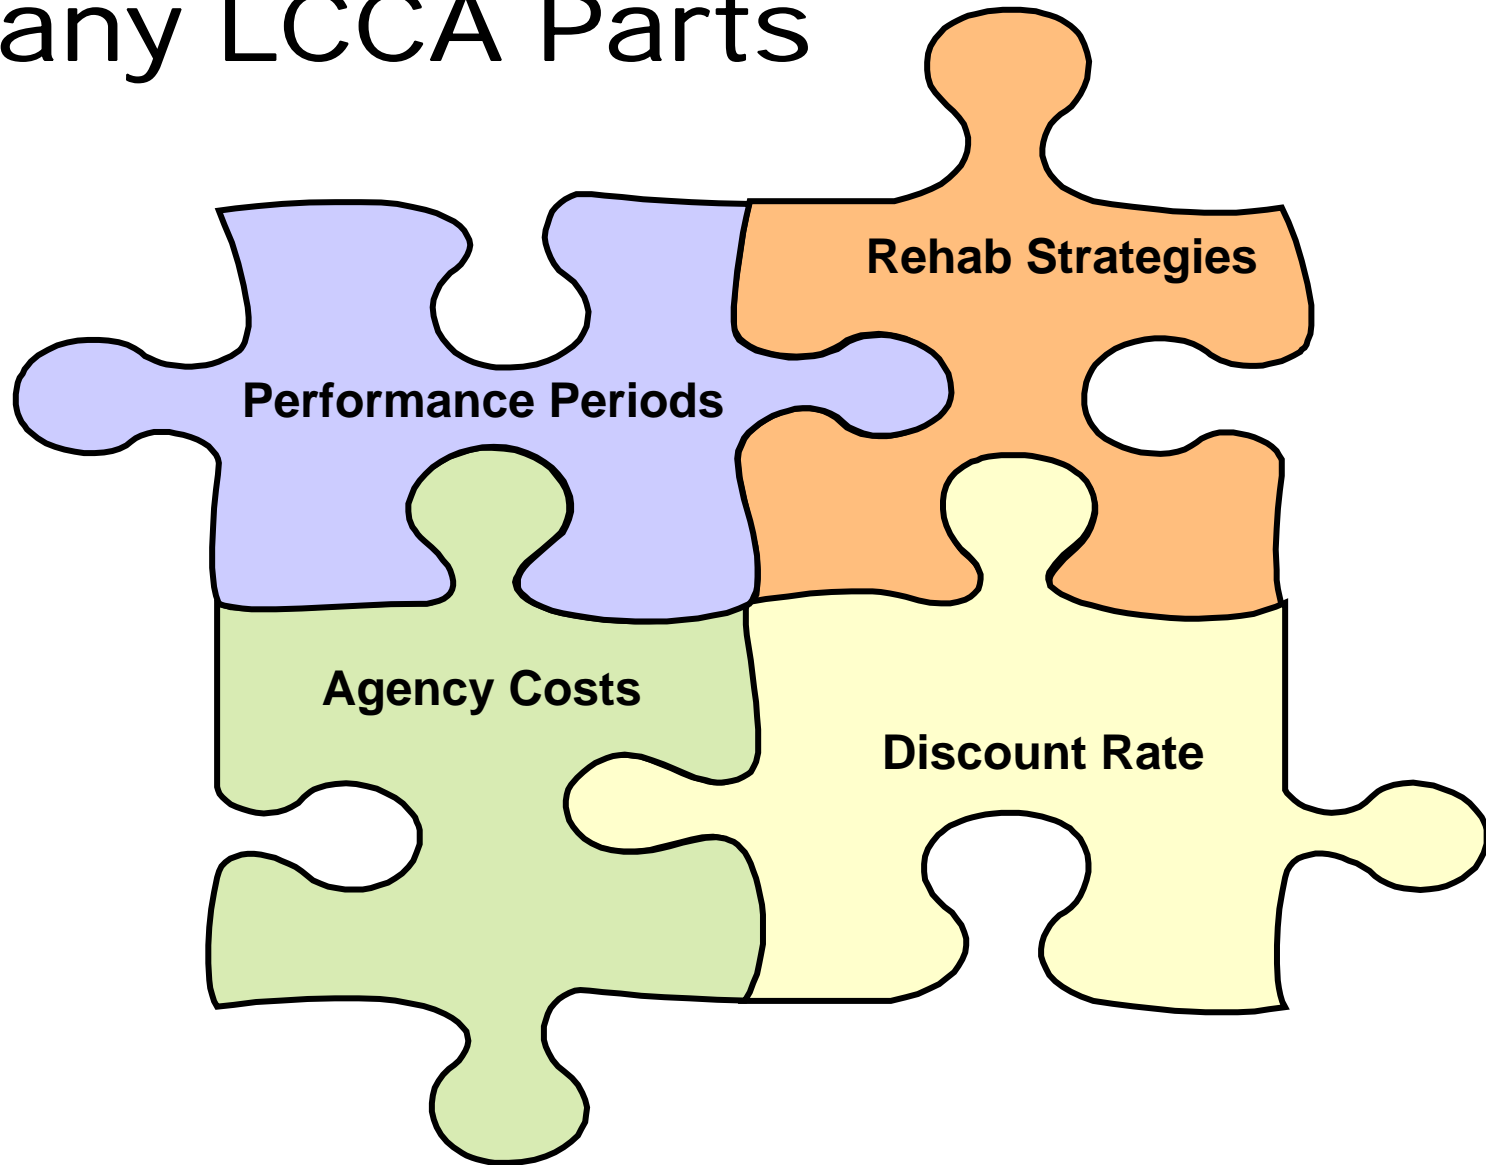 any LCCA Parts
Rehab Strategies
Performance Periods
Agency Costs
Discount Rate